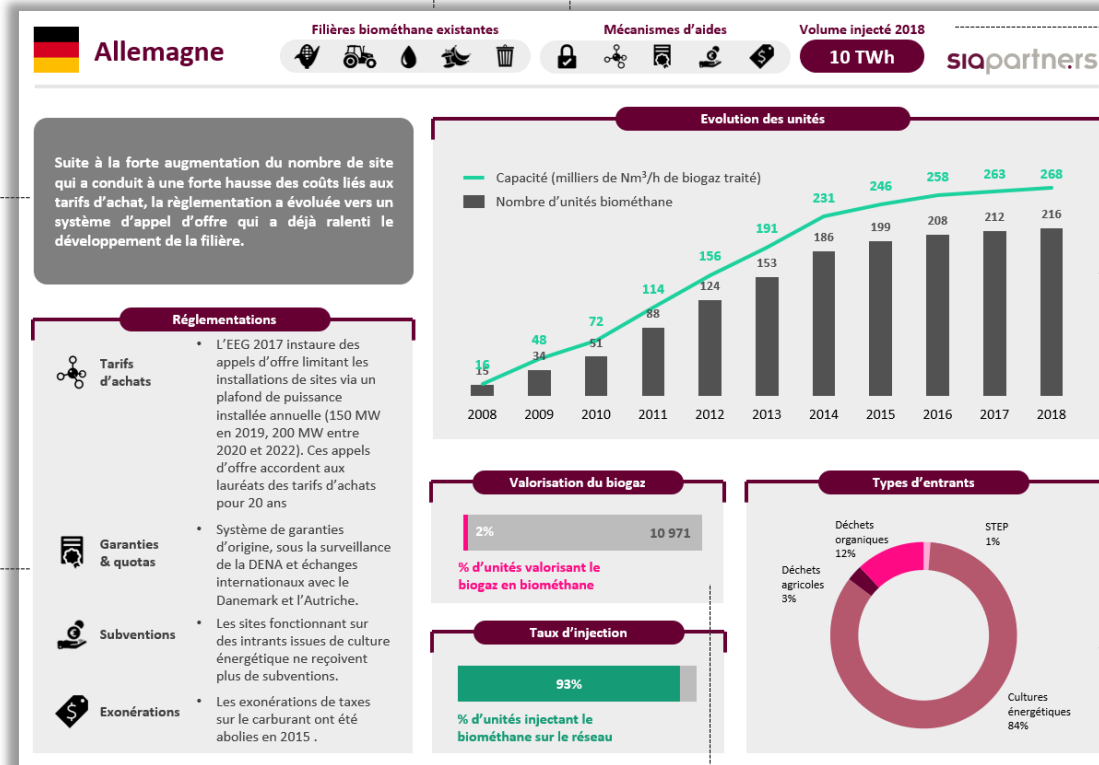 Allemagne
Filières biométhane existantes
Mécanismes d'aides
Volume injecté 2018
10 TWh
siapartners
Suite à la forte augmentation du nombre de site
qui a conduit à une forte hausse des coûts liés aux
tarifs d'achat, la règlementation a évoluée vers un
système d'appel d'offre qui a déjà ralenti le
développement de la filière.
Evolution des unités
Capacité (milliers de Nm³/h de biogaz traité)
Nombre d'unités biométhane
16 48 72 114 156 191 231 246 258 263 268
15 34 51 88 124 153 186 199 208 212 216
2008 2009 2010 2011 2012 2013 2014 2015 2016 2017 2018
Réglementations
Tarifs
d'achats
• L'EEG 2017 instaure des
appels d'offre limitant les
installations de sites via un
plafond de puissance
installée annuelle (150 MW
en 2019, 200 MW entre
2020 et 2022). Ces appels
d'offre accordent aux
lauréats des tarifs d'achats
pour 20 ans
Garanties
& quotas
• Système de garanties
d'origine, sous la surveillance
de la DENA et échanges
internationaux avec le
Danemark et l'Autriche.
Subventions
• Les sites fonctionnant sur
des intrants issues de culture
énergétique ne reçoivent
plus de subventions.
Exonérations
• Les exonérations de taxes
sur le carburant ont été
abolies en 2015 .
Valorisation du biogaz
2% 10 971
% d'unités valorisant le
biogaz en biométhane
Taux d'injection
93%
% d'unités injectant le
biométhane sur le réseau
Types d'entrants
Déchets
organiques
12%
STEP
1%
Déchets
agricoles
3%
Cultures
énergétiques
84%